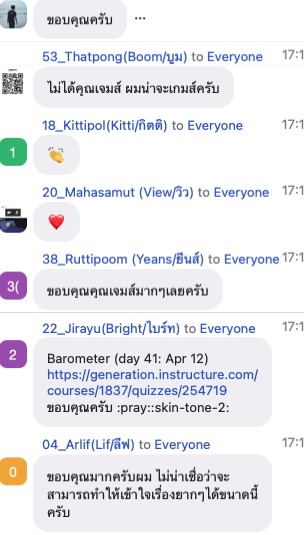 ขอบคุณครับ
...
53_Thatpong(Boom/บูม) to Everyone 17:1
ไม่ได้คุณเจมส์ ผมน่าจะเกมส์ครับ
18_Kittipol(Kitti/กิตติ) to Everyone 17:1
1
👏
20_Mahasamut (View/วิว) to Everyone 17:1
❤️
38_Ruttipoom (Yeans/ยีนส์) to Everyone 17:1
3(
ขอบคุณคุณเจมส์มากๆเลยครับ
22_Jirayu(Bright/ไบร์ท) to Everyone 17:1
2
Barometer (day 41: Apr 12)
https://generation.instructure.com/
courses/1837/quizzes/254719
ขอบคุณครับ :pray::skin-tone-2:
04_Arlif(Lif/ลีฟ) to Everyone 17:1
0
ขอบคุณมากครับผม ไม่น่าเชื่อว่าจะ
สามารถทำให้เข้าใจเรื่องยากๆได้ขนาดนี้
ครับ